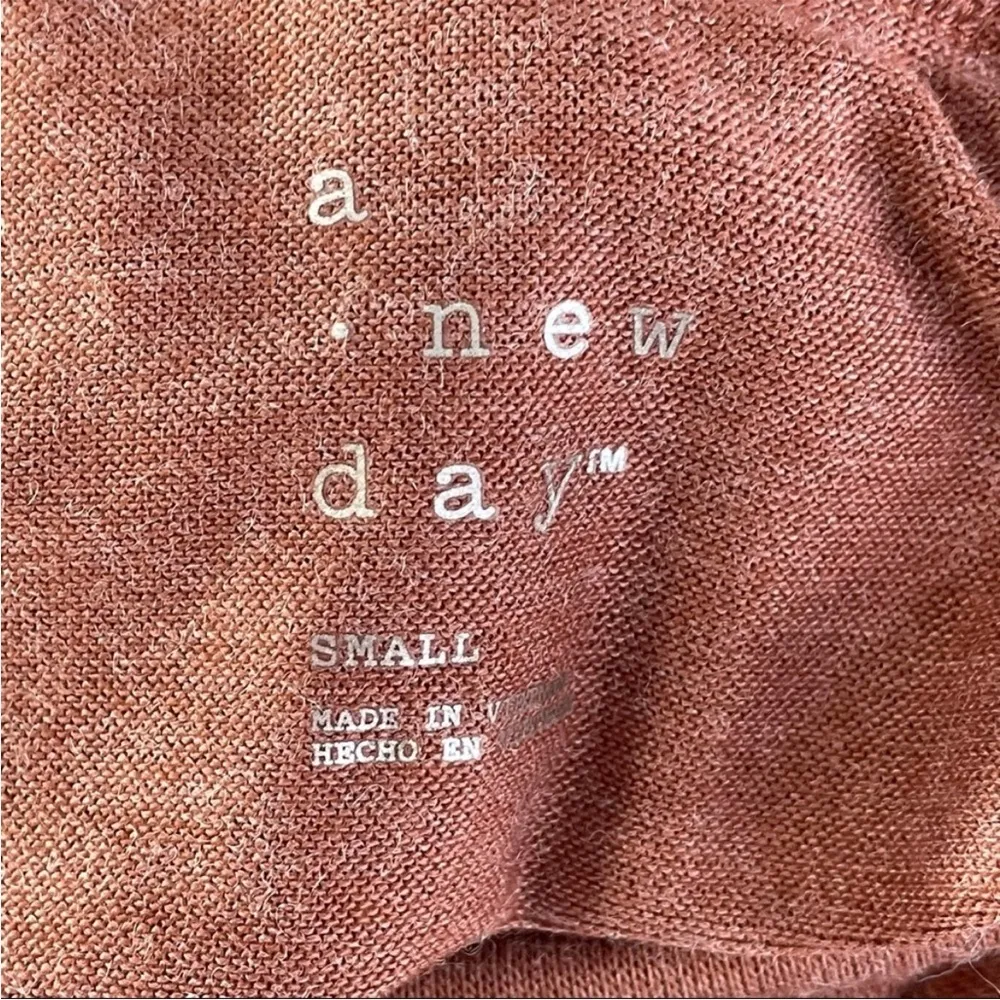 a
· new
day™
SMALL
MADE IN
HECHO EN